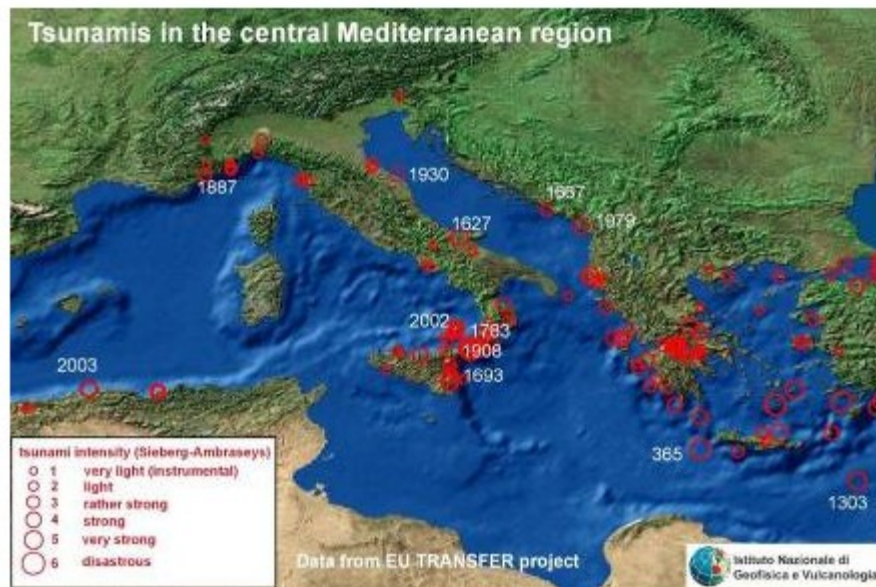 Tsunamis in the central Mediterranean region
1887
1930
1667
1979
1627
2002
1783
1908
1693
2003
365
1303
Tsunami intensity (Sieberg-Ambraseys)
1 very light (instrumental)
2 light
3 rather strong
4 strong
5 very strong
6 disastrous
Data from EU TRANSFER project
Istituto Nazionale di
Geofisica e Vulcanologia